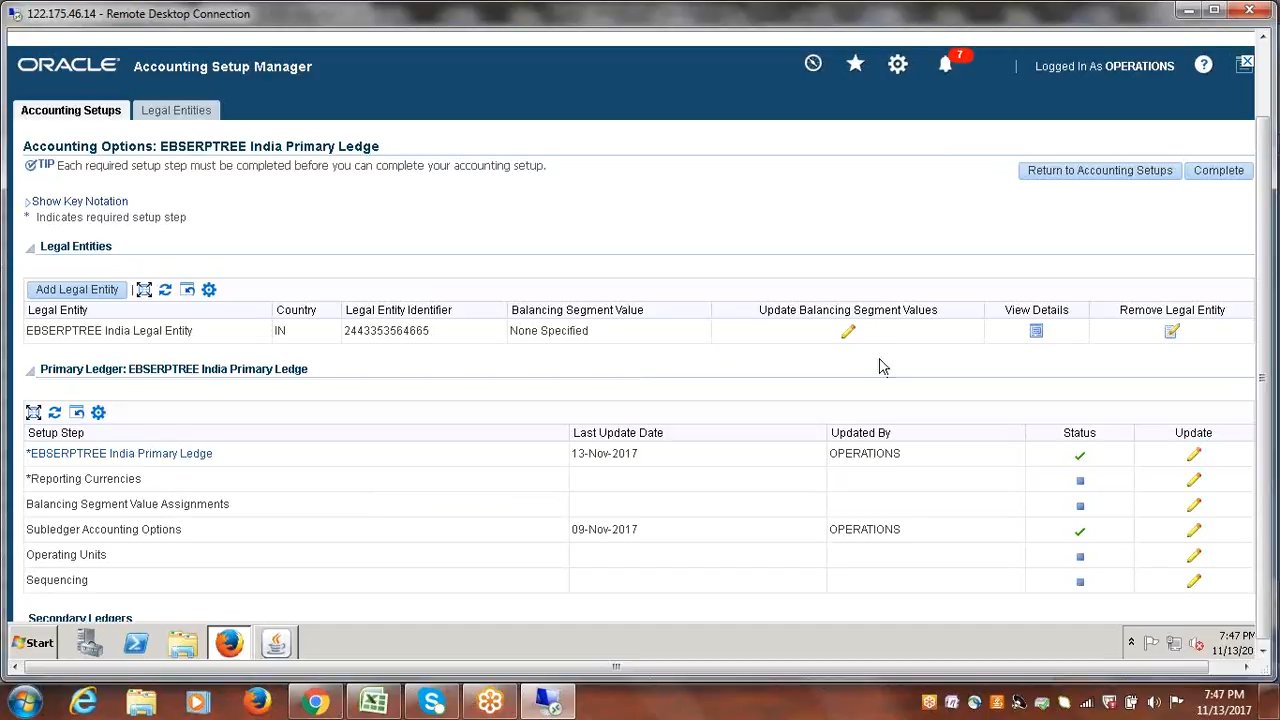 122.175.46.14 - Remote Desktop Connection
ORACLE Accounting Setup Manager
7
Logged In As OPERATIONS
Accounting Setups
Legal Entities
Accounting Options: EBSERPTREE India Primary Ledge
TIP Each required setup step must be completed before you can complete your accounting setup.
Return to Accounting Setups
Complete
Show Key Notation
* Indicates required setup step
Legal Entities
Add Legal Entity
Legal Entity Country Legal Entity Identifier Balancing Segment Value Update Balancing Segment Values View Details Remove Legal Entity
EBSERPTREE India Legal Entity IN 2443353564665 None Specified
Primary Ledger: EBSERPTREE India Primary Ledge
Setup Step Last Update Date Updated By Status Update
*EBSERPTREE India Primary Ledge 13-Nov-2017 OPERATIONS
*Reporting Currencies
Balancing Segment Value Assignments
Subledger Accounting Options 09-Nov-2017 OPERATIONS
Operating Units
Sequencing
Secondary Ledgers
Start
7:47 PM
11/13/20
7:47 PM
11/13/2017